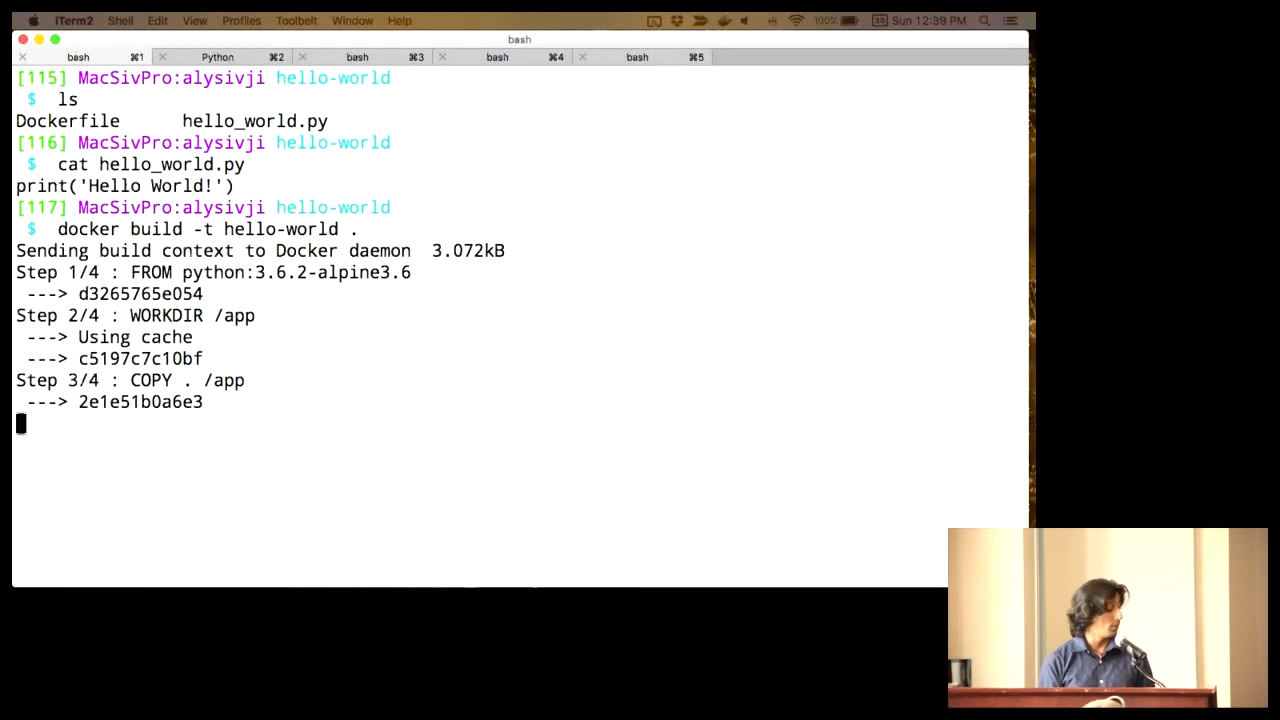 iTerm2 Shell Edit View Profiles Toolbelt Window Help 100% Sun 12:39 PM
bash
bash ⌘1 Python ⌘2 bash ⌘3 bash ⌘4 bash ⌘5
[115] MacSivPro:alysivji hello-world
$ ls
Dockerfile hello_world.py
[116] MacSivPro:alysivji hello-world
$ cat hello_world.py
print('Hello World!')
[117] MacSivPro:alysivji hello-world
$ docker build -t hello-world .
Sending build context to Docker daemon 3.072kB
Step 1/4 : FROM python:3.6.2-alpine3.6
---> d3265765e054
Step 2/4 : WORKDIR /app
---> Using cache
---> c5197c7c10bf
Step 3/4 : COPY . /app
---> 2e1e51b0a6e3